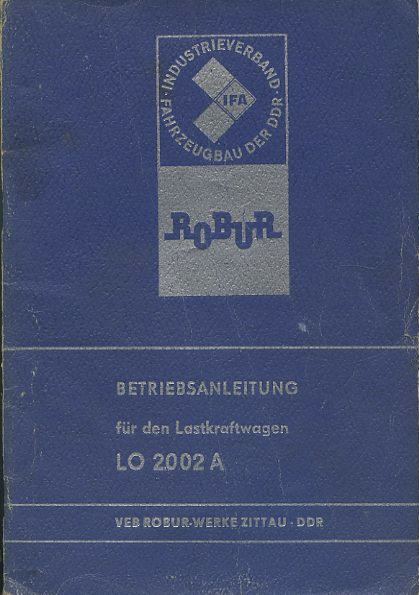 · INDUSTRIEVERBAND ·
FAHRZEUGBAU DER DDR
IFA
ROBUR
BETRIEBSANLEITUNG
für den Lastkraftwagen
LO 2002 A
VEB ROBUR-WERKE ZITTAU · DDR